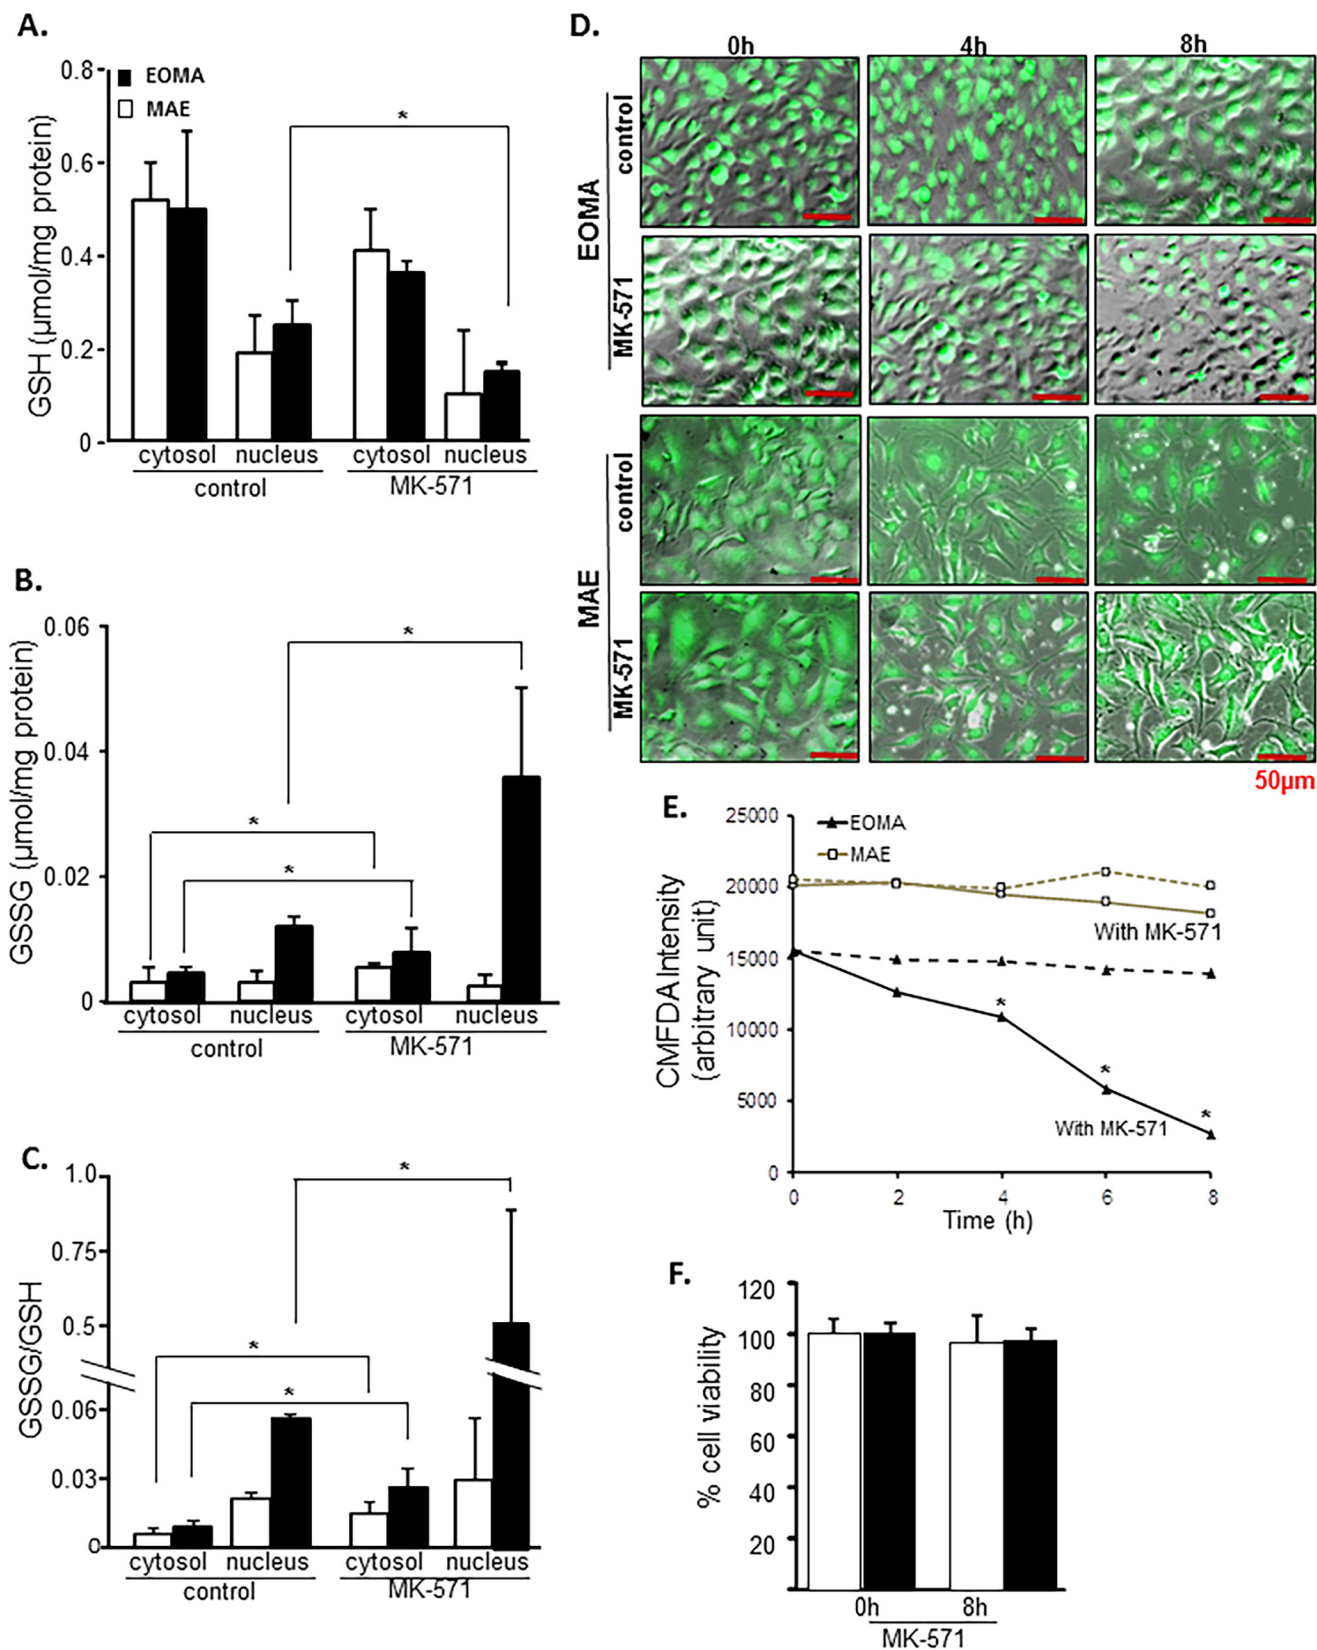 A.
EOMA
MAE
*
GSH (µmol/mg protein)
0.8
0.6
0.4
0.2
0
cytosol nucleus cytosol nucleus
control MK-571
B.
GSSG (µmol/mg protein)
0.06
0.04
0.02
0
*
*
*
cytosol nucleus cytosol nucleus
control MK-571
C.
GSSG/GSH
1.0
0.75
0.5
0.06
0.03
0
*
*
*
cytosol nucleus cytosol nucleus
control MK-571
D.
0h 4h 8h
EOMA
control
MK-571
MAE
control
MK-571
50µm
E.
CMFDA Intensity
(arbitrary unit)
25000
20000
15000
10000
5000
0
EOMA
MAE
With MK-571
*
*
*
With MK-571
0 2 4 6 8
Time (h)
F.
% cell viability
120
100
80
60
40
20
0h 8h
MK-571